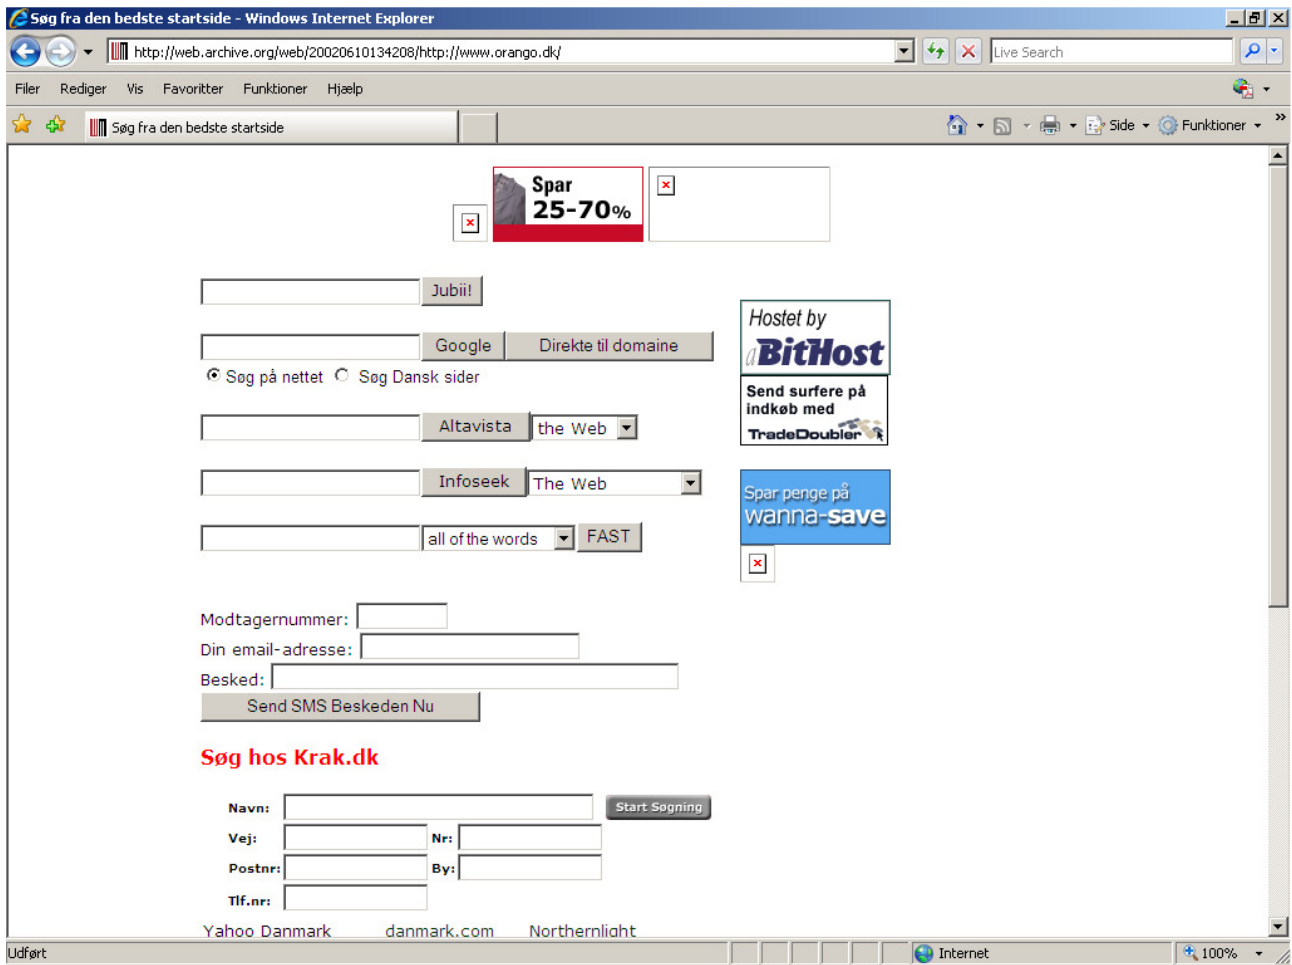 Søg fra den bedste startside - Windows Internet Explorer
http://web.archive.org/web/20020610134208/http://www.orango.dk/
Live Search
Filer Rediger Vis Favoritter Funktioner Hjælp
Søg fra den bedste startside
Side Funktioner »
Spar
25-70%
Jubii!
Google Direkte til domaine
Søg på nettet Søg Dansk sider
Hostet by
aBitHost
Send surfere på
indkøb med
TradeDoubler
Altavista the Web
Infoseek The Web
Spar penge på
wanna-save
all of the words FAST
Modtagernummer:
Din email-adresse:
Besked:
Send SMS Beskeden Nu
Søg hos Krak.dk
Navn: Start Søgning
Vej: Nr:
Postnr: By:
Tlf.nr:
Yahoo Danmark danmark.com Northernlight
Udført Internet 100%